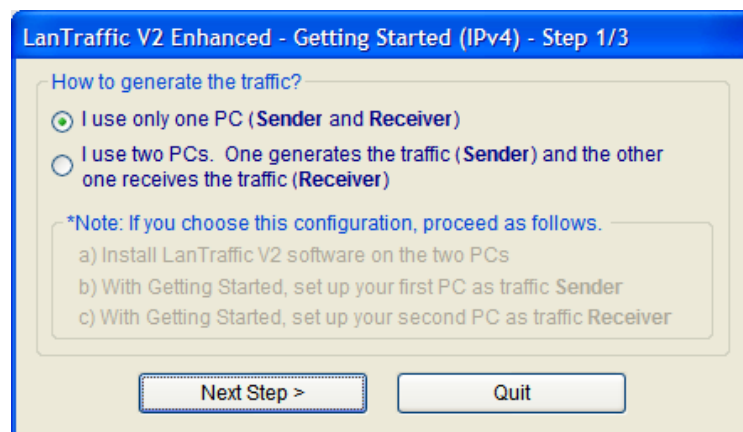 LanTraffic V2 Enhanced - Getting Started (IPv4) - Step 1/3
How to generate the traffic?
I use only one PC (Sender and Receiver)
I use two PCs.  One generates the traffic (Sender) and the other
one receives the traffic (Receiver)
*Note: If you choose this configuration, proceed as follows.
a) Install LanTraffic V2 software on the two PCs
b) With Getting Started, set up your first PC as traffic Sender
c) With Getting Started, set up your second PC as traffic Receiver
Next Step >
Quit